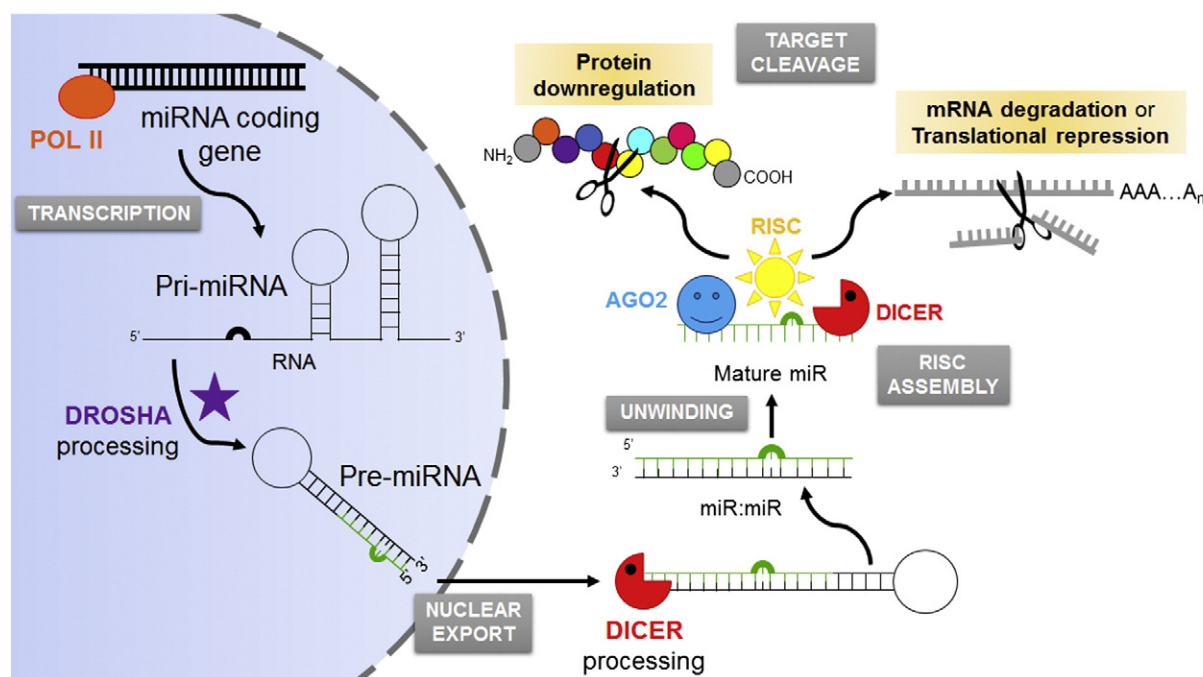 POL II
miRNA coding
gene
TRANSCRIPTION
Pri-miRNA
5'
3'
RNA
DROSHA
processing
Pre-miRNA
3'
5'
NUCLEAR
EXPORT
DICER
processing
miR:miR
5'
3'
UNWINDING
Mature miR
RISC
ASSEMBLY
AGO2
RISC
DICER
Protein
downregulation
NH2
COOH
TARGET
CLEAVAGE
mRNA degradation or
Translational repression
AAA…An